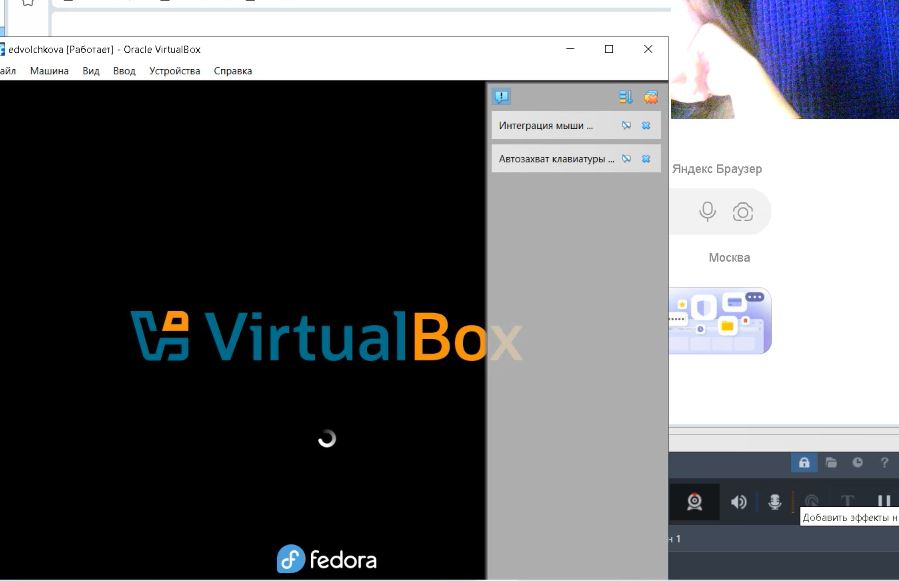 edvolchkova [Работает] - Oracle VirtualBox
айл Машина Вид Ввод Устройства Справка
Интеграция мыши ...
Автозахват клавиатуры ...
VirtualBox
fedora
Яндекс Браузер
Москва
Добавить эффекты н
н 1